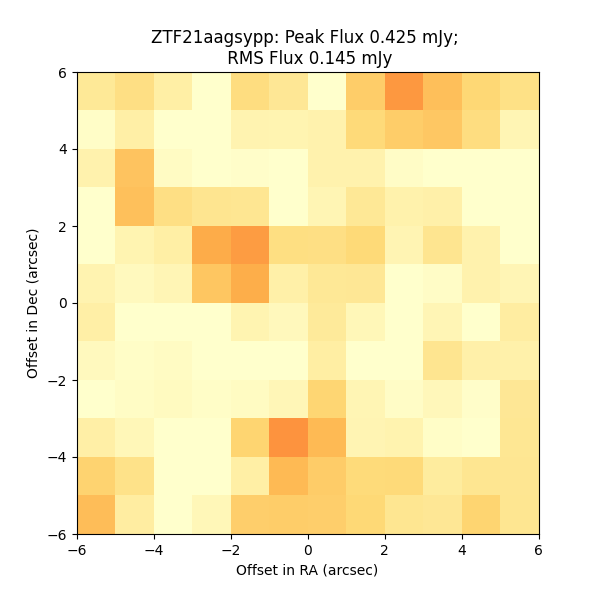 ZTF21aagsypp: Peak Flux 0.425 mJy;
RMS Flux 0.145 mJy
6
4
2
0
−2
−4
−6
Offset in Dec (arcsec)
−6 −4 −2 0 2 4 6
Offset in RA (arcsec)